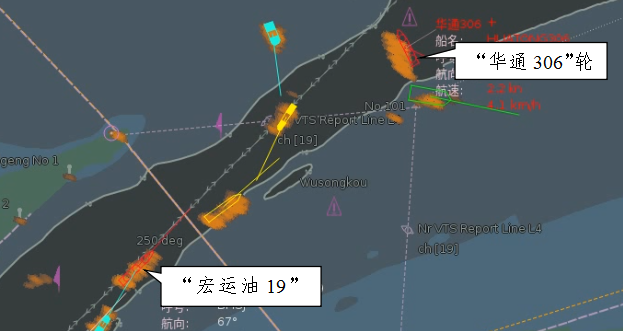 华通306 +
船名:
“华通 306”轮
航向
航速: 2.2 kn
4.1 km/h
No.101
VTS Report Line L
ch [19]
geng No 1
Wusongkou
2
Nr VTS Report Line L4
ch [19]
250 deg
“宏运油 19”
航向: 67°